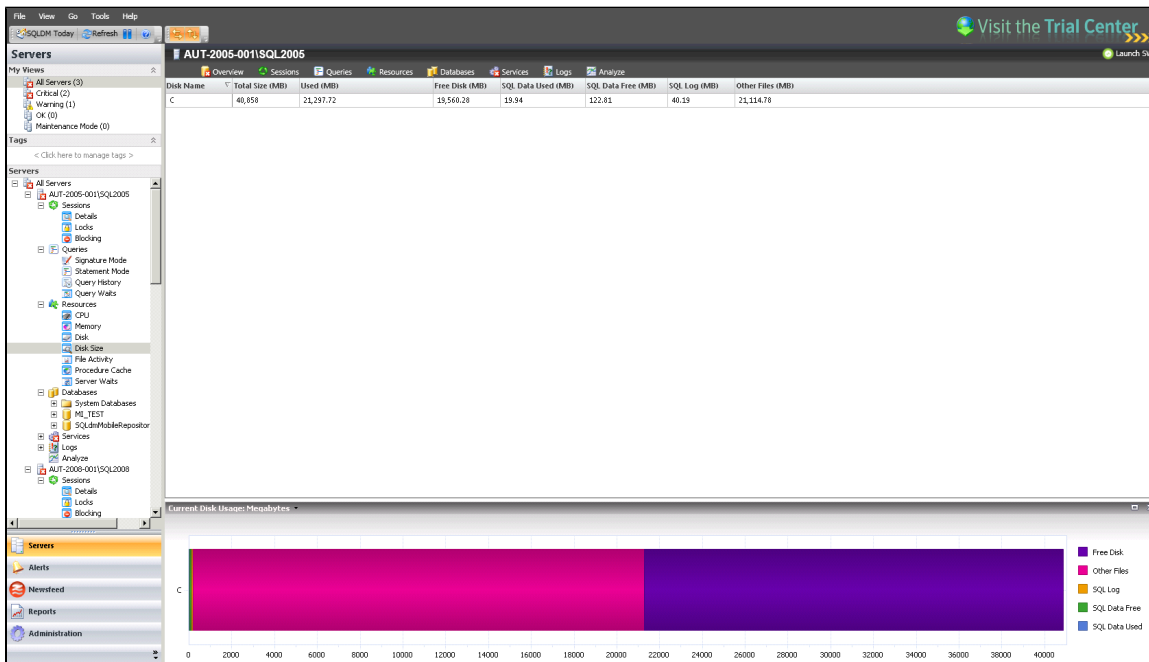 File View Go Tools Help
SQLDM Today Refresh
Visit the Trial Center
Servers
AUT-2005-001\SQL2005
Launch
My Views
All Servers (3)
Critical (2)
Warning (1)
OK (0)
Maintenance Mode (0)
Tags
< Click here to manage tags >
Servers
All Servers
AUT-2005-001\SQL2005
Sessions
Details
Locks
Blocking
Queries
Signature Mode
Statement Mode
Query History
Query Waits
Resources
CPU
Memory
Disk
Disk Size
File Activity
Procedure Cache
Server Waits
Databases
System Databases
MI_TEST
SQLdmMobileRepositor
Services
Logs
Analyze
AUT-2008-001\SQL2008
Sessions
Details
Locks
Blocking
Servers
Alerts
Newsfeed
Reports
Administration
Overview Sessions Queries Resources Databases Services Logs Analyze
Disk Name Total Size (MB) Used (MB) Free Disk (MB) SQL Data Used (MB) SQL Data Free (MB) SQL Log (MB) Other Files (MB)
C 40,858 21,297.72 19,560.28 19.94 122.81 40.19 21,114.78
Current Disk Usage: Megabytes
C
0 2000 4000 6000 8000 10000 12000 14000 16000 18000 20000 22000 24000 26000 28000 30000 32000 34000 36000 38000 40000
Free Disk
Other Files
SQL Log
SQL Data Free
SQL Data Used